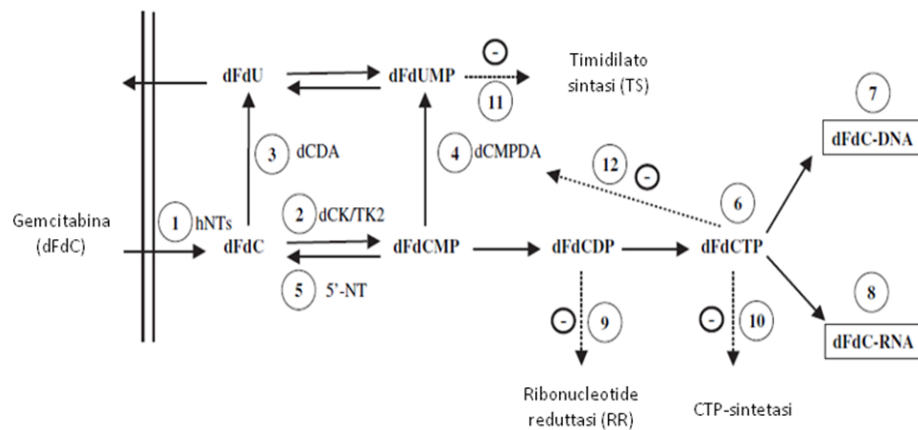 7
dFdC-DNA
dFdU
dFdUMP
-
11
Timidilato
sintasi (TS)
3 dCDA
4 dCMPDA
12 -
6
Gemcitabina
(dFdC)
1 hNTs
2 dCK/TK2
dFdC
dFdCMP
dFdCDP
dFdCTP
5 5'-NT
8
dFdC-RNA
- 9
- 10
Ribonucleotide
reduttasi (RR)
CTP-sintetasi